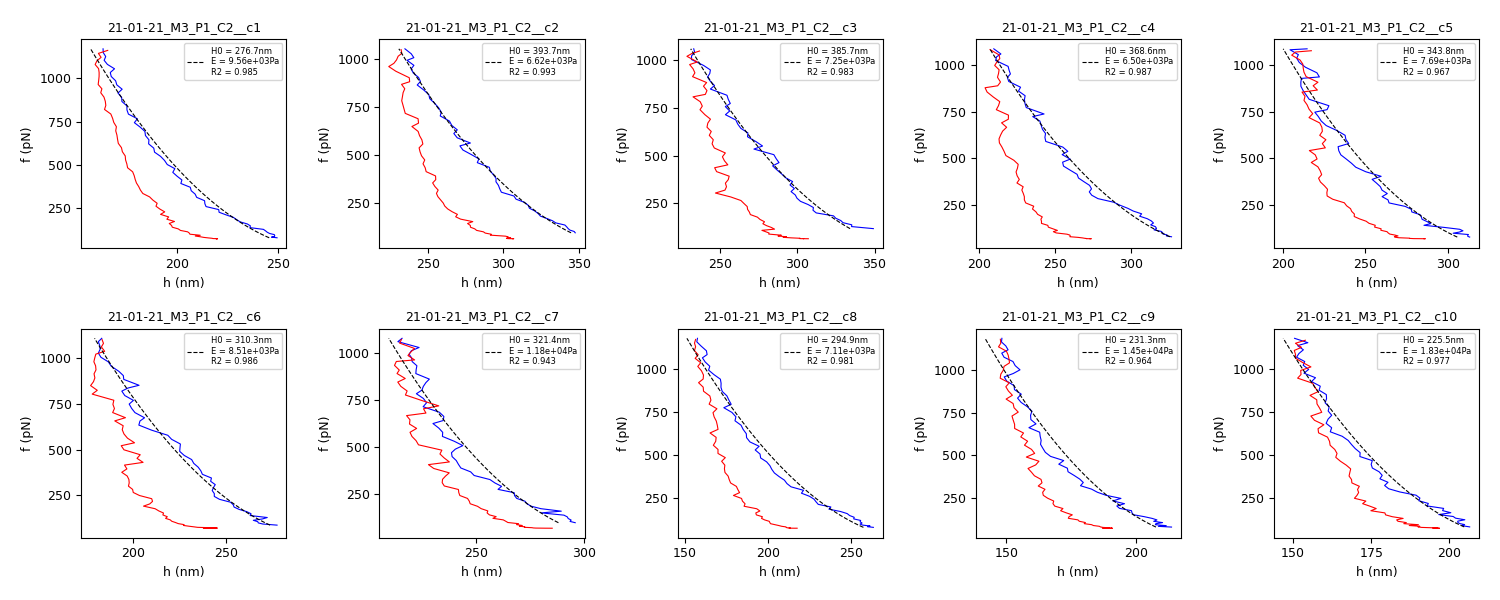 21-01-21_M3_P1_C2__c1
21-01-21_M3_P1_C2__c2
21-01-21_M3_P1_C2__c3
21-01-21_M3_P1_C2__c4
21-01-21_M3_P1_C2__c5
H0 = 276.7nm
E = 9.56e+03Pa
R2 = 0.985
H0 = 393.7nm
E = 6.62e+03Pa
R2 = 0.993
H0 = 385.7nm
E = 7.25e+03Pa
R2 = 0.983
H0 = 368.6nm
E = 6.50e+03Pa
R2 = 0.987
H0 = 343.8nm
E = 7.69e+03Pa
R2 = 0.967
f (pN)
1000
750
500
250
200
250
h (nm)
f (pN)
1000
750
500
250
250
300
350
h (nm)
f (pN)
1000
750
500
250
250
300
350
h (nm)
f (pN)
1000
750
500
250
200
250
300
h (nm)
f (pN)
1000
750
500
250
200
250
300
h (nm)
21-01-21_M3_P1_C2__c6
21-01-21_M3_P1_C2__c7
21-01-21_M3_P1_C2__c8
21-01-21_M3_P1_C2__c9
21-01-21_M3_P1_C2__c10
H0 = 310.3nm
E = 8.51e+03Pa
R2 = 0.986
H0 = 321.4nm
E = 1.18e+04Pa
R2 = 0.943
H0 = 294.9nm
E = 7.11e+03Pa
R2 = 0.981
H0 = 231.3nm
E = 1.45e+04Pa
R2 = 0.964
H0 = 225.5nm
E = 1.83e+04Pa
R2 = 0.977
f (pN)
1000
750
500
250
200
250
h (nm)
f (pN)
1000
750
500
250
250
300
h (nm)
f (pN)
1000
750
500
250
150
200
250
h (nm)
f (pN)
1000
750
500
250
150
200
h (nm)
f (pN)
1000
750
500
250
150
175
200
h (nm)